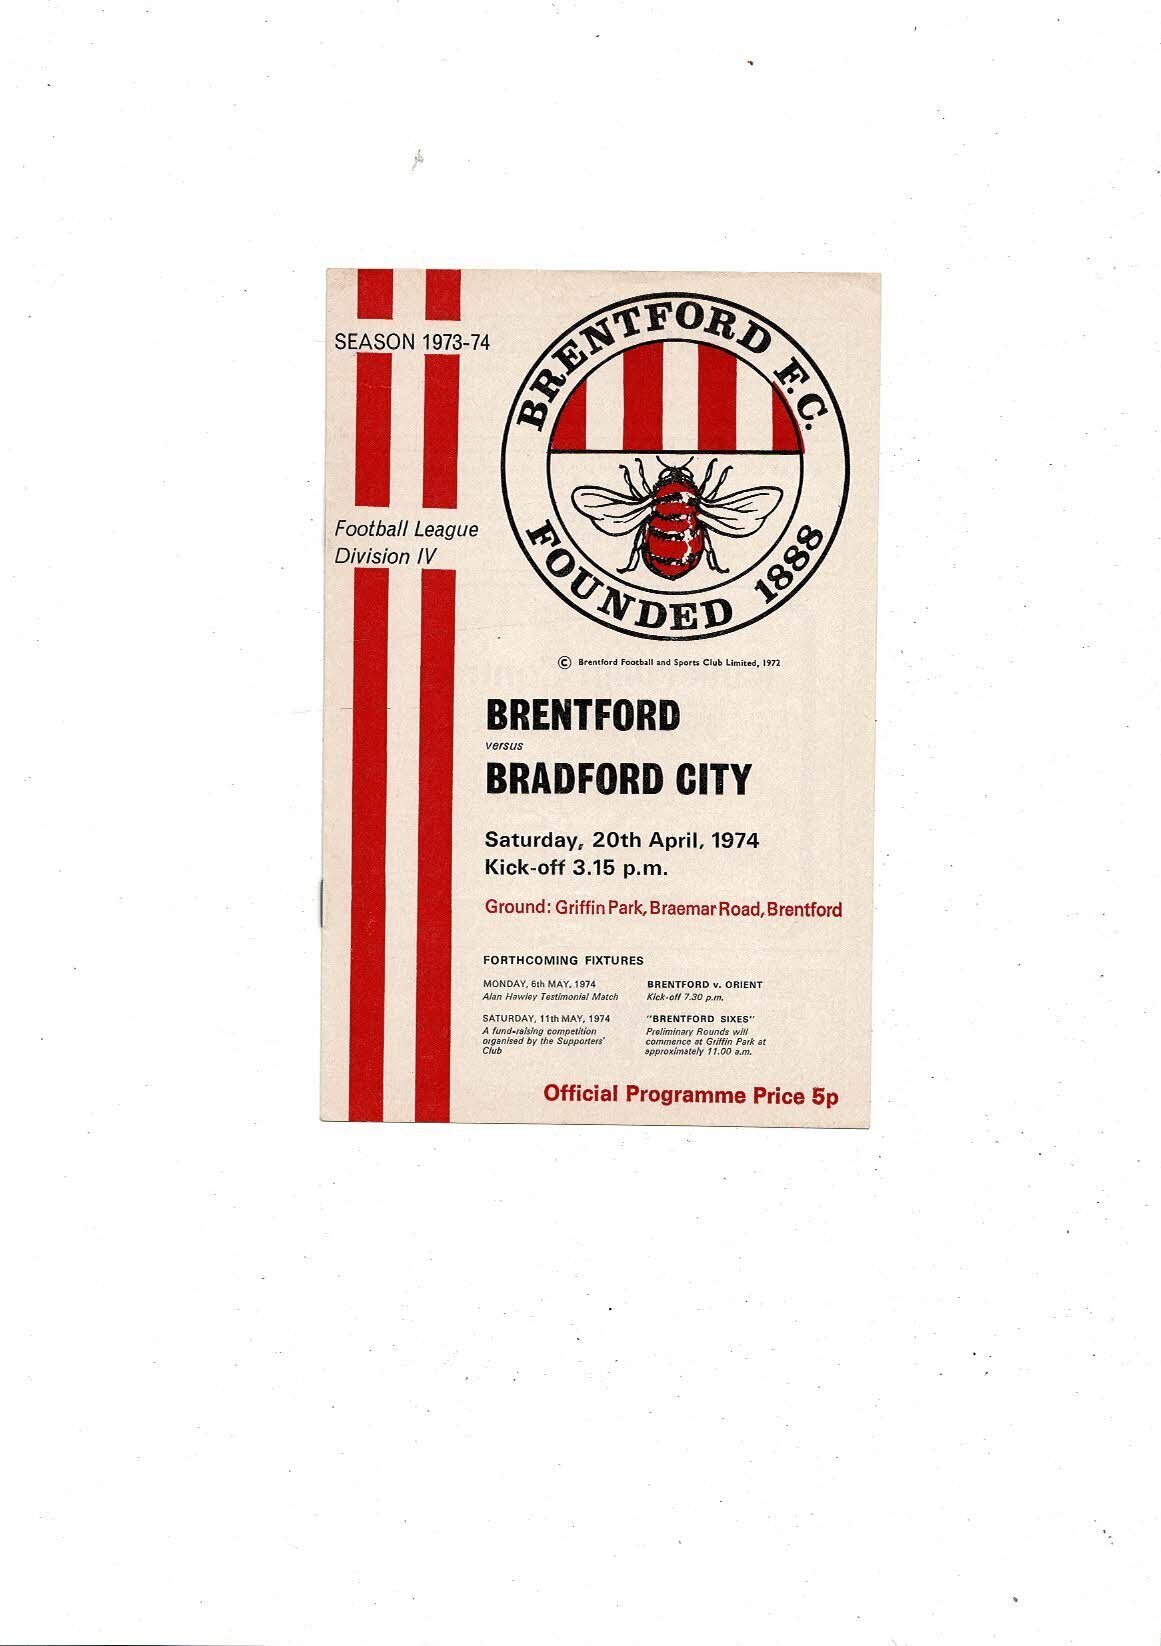 SEASON 1973-74
Football League
Division IV
BRENTFORD F.C.
FOUNDED 1888
© Brentford Football and Sports Club Limited, 1972
BRENTFORD
versus
BRADFORD CITY
Saturday, 20th April, 1974
Kick-off 3.15 p.m.
Ground: Griffin Park, Braemar Road, Brentford
FORTHCOMING FIXTURES
MONDAY, 6th MAY, 1974
Alan Hawley Testimonial Match
BRENTFORD v. ORIENT
Kick-off 7.30 p.m.
SATURDAY, 11th MAY, 1974
A fund-raising competition
organised by the Supporters'
Club
"BRENTFORD SIXES"
Preliminary Rounds will
commence at Griffin Park at
approximately 11.00 a.m.
Official Programme Price 5p